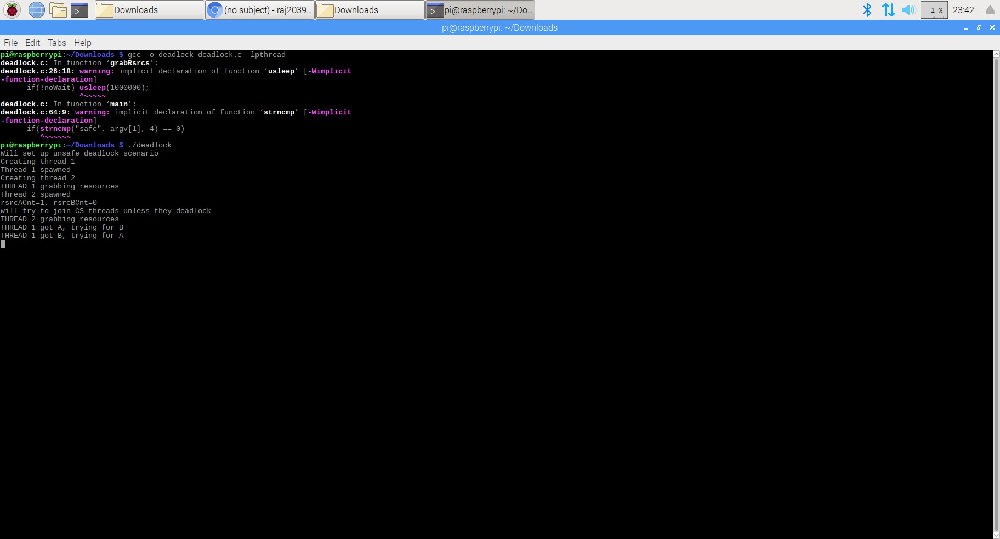 Downloads
(no subject) - raj2039...
Downloads
pi@raspberrypi: ~/Do...
1 %
23:42
pi@raspberrypi: ~/Downloads
File Edit Tabs Help
pi@raspberrypi:~/Downloads $ gcc -o deadlock deadlock.c -lpthread
deadlock.c: In function ‘grabRsrcs’:
deadlock.c:26:18: warning: implicit declaration of function ‘usleep’ [-Wimplicit
-function-declaration]
      if(!noWait) usleep(1000000);
                  ^~~~~~
deadlock.c: In function ‘main’:
deadlock.c:64:9: warning: implicit declaration of function ‘strncmp’ [-Wimplicit
-function-declaration]
      if(strncmp("safe", argv[1], 4) == 0)
         ^~~~~~~
pi@raspberrypi:~/Downloads $ ./deadlock
Will set up unsafe deadlock scenario
Creating thread 1
Thread 1 spawned
Creating thread 2
THREAD 1 grabbing resources
Thread 2 spawned
rsrcACnt=1, rsrcBCnt=0
will try to join CS threads unless they deadlock
THREAD 2 grabbing resources
THREAD 1 got A, trying for B
THREAD 1 got B, trying for A